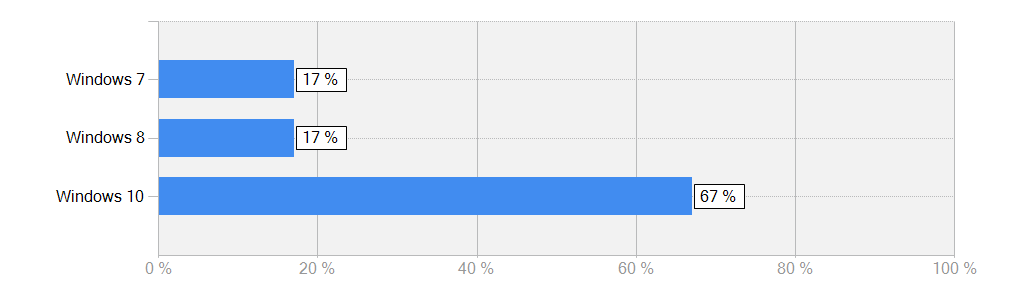 Windows 7 17 %
Windows 8 17 %
Windows 10 67 %
0 % 20 % 40 % 60 % 80 % 100 %